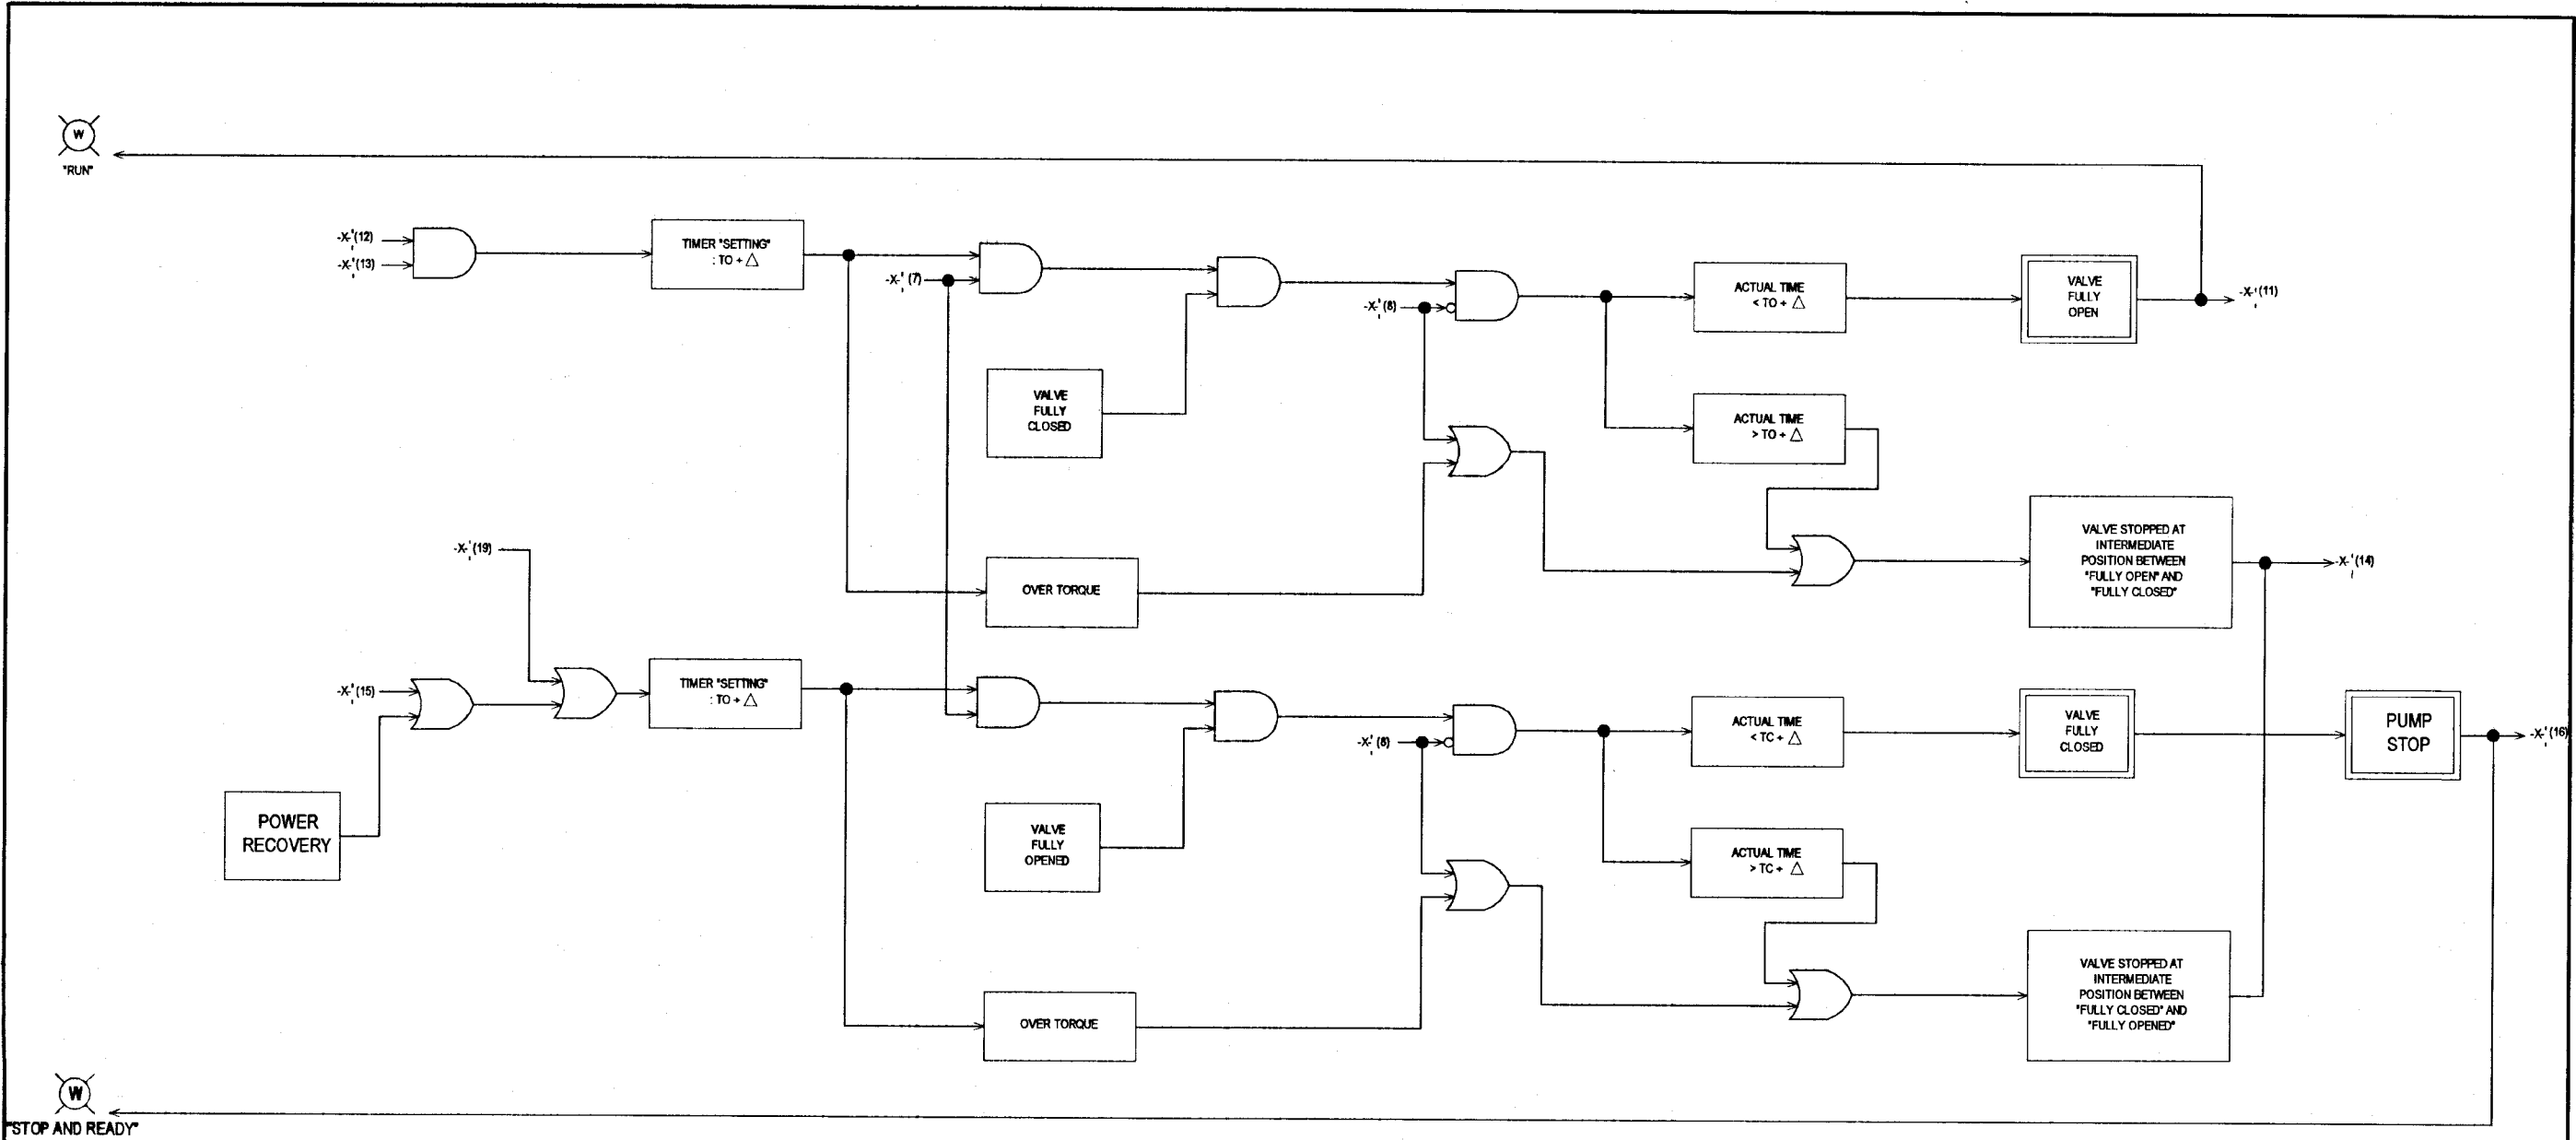 W
"RUN"
-X-'(12)
-X-'(13)
TIMER "SETTING"
: TO + △
-X-'(7)
VALVE
FULLY
CLOSED
-X-'(8)
ACTUAL TIME
< TO + △
VALVE
FULLY
OPEN
-X-'(11)
ACTUAL TIME
> TO + △
OVER TORQUE
VALVE STOPPED AT
INTERMEDIATE
POSITION BETWEEN
"FULLY OPEN" AND
"FULLY CLOSED"
-X-'(14)
-X-'(19)
-X-'(15)
POWER
RECOVERY
TIMER "SETTING"
: TO + △
VALVE
FULLY
OPENED
-X-'(8)
ACTUAL TIME
< TC + △
VALVE
FULLY
CLOSED
PUMP
STOP
-X-'(16)
ACTUAL TIME
> TC + △
OVER TORQUE
VALVE STOPPED AT
INTERMEDIATE
POSITION BETWEEN
"FULLY CLOSED" AND
"FULLY OPENED"
W
"STOP AND READY"